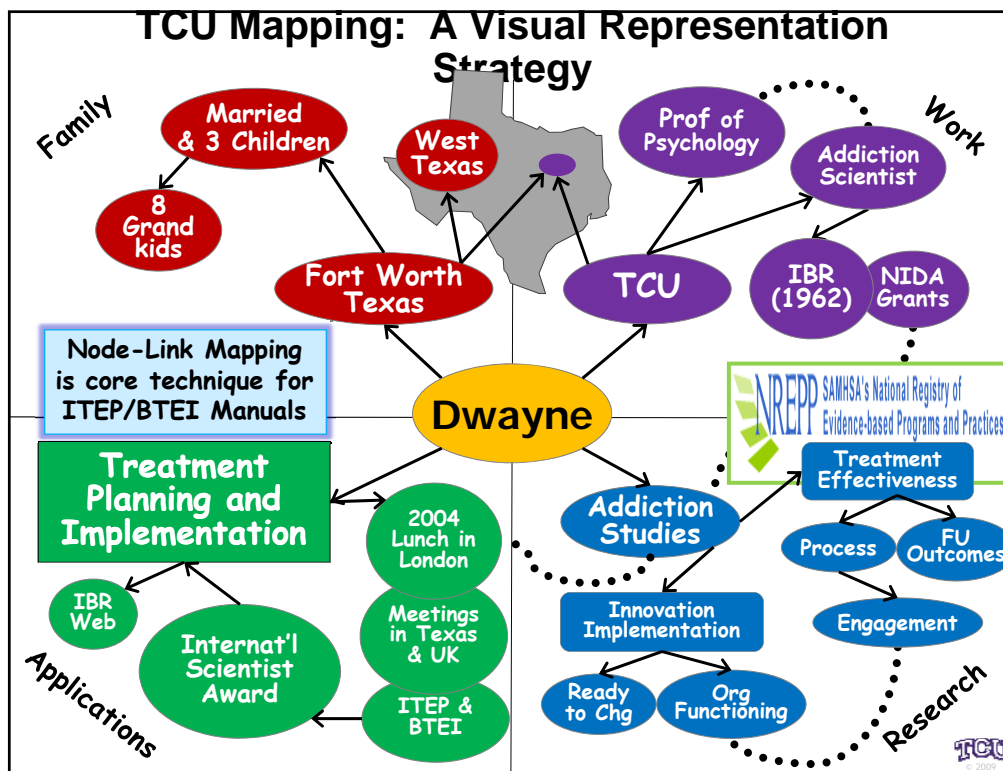 TCU Mapping: A Visual Representation
Strategy
Family
Married
& 3 Children
8
Grand
kids
West
Texas
Fort Worth
Texas
Prof of
Psychology
Work
Addiction
Scientist
TCU
IBR
(1962)
NIDA
Grants
Node-Link Mapping
is core technique for
ITEP/BTEI Manuals
Dwayne
NREPP
SAMHSA's National Registry of
Evidence-based Programs and Practices
Treatment
Planning and
Implementation
2004
Lunch in
London
Meetings
in Texas
& UK
ITEP &
BTEI
IBR
Web
Internat'l
Scientist
Award
Applications
Addiction
Studies
Treatment
Effectiveness
Process
FU
Outcomes
Engagement
Innovation
Implementation
Ready
to Chg
Org
Functioning
Research
TCU
© 2009